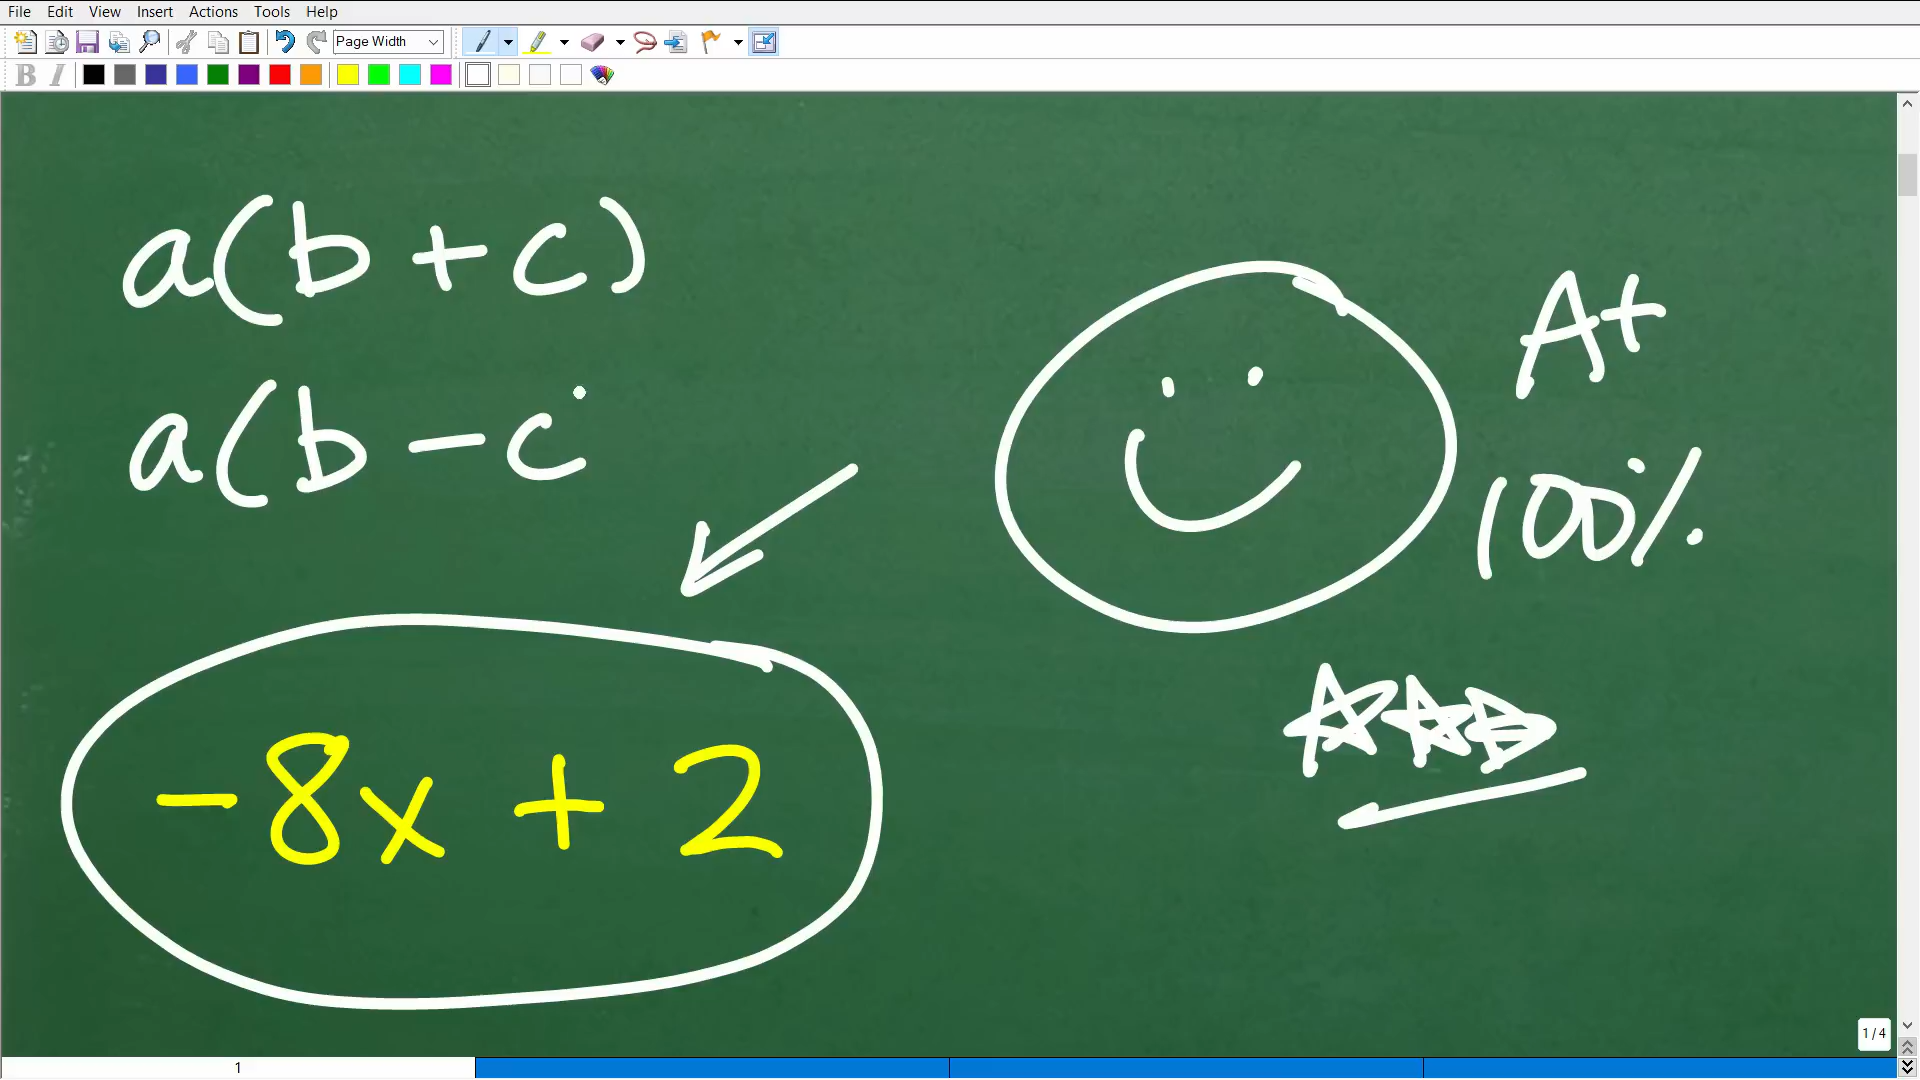 File Edit View Insert Actions Tools Help
Page Width
B I
a(b + c)
a(b - c
-8x + 2
A+
100%
1 / 4
1